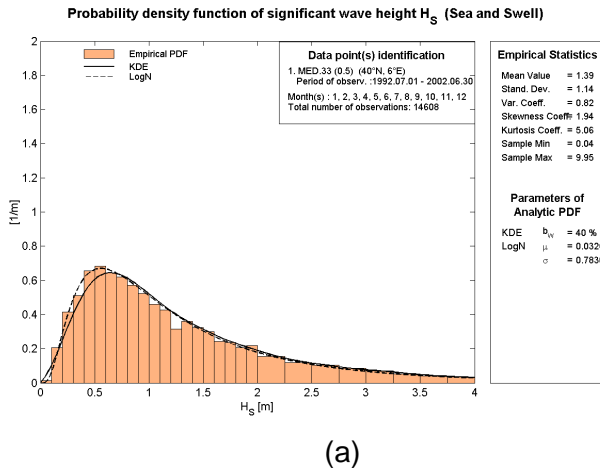 Probability density function of significant wave height H_S (Sea and Swell)
Empirical PDF
KDE
LogN
Data point(s) identification
1. MED.33 (0.5) (40°N, 6°E)
Period of observ. :1992.07.01 - 2002.06.30
Month(s) : 1, 2, 3, 4, 5, 6, 7, 8, 9, 10, 11, 12
Total number of observations: 14608
[1/m]
2
1.8
1.6
1.4
1.2
1
0.8
0.6
0.4
0.2
0
0
0.5
1
1.5
2
2.5
3
3.5
4
H_S [m]
Empirical Statistics
Mean Value = 1.39
Stand. Dev. = 1.14
Var. Coeff. = 0.82
Skewness Coeff= 1.94
Kurtosis Coeff. = 5.06
Sample Min = 0.04
Sample Max = 9.95
Parameters of
Analytic PDF
KDE b_W = 40 %
LogN μ = 0.032
σ = 0.783
(a)